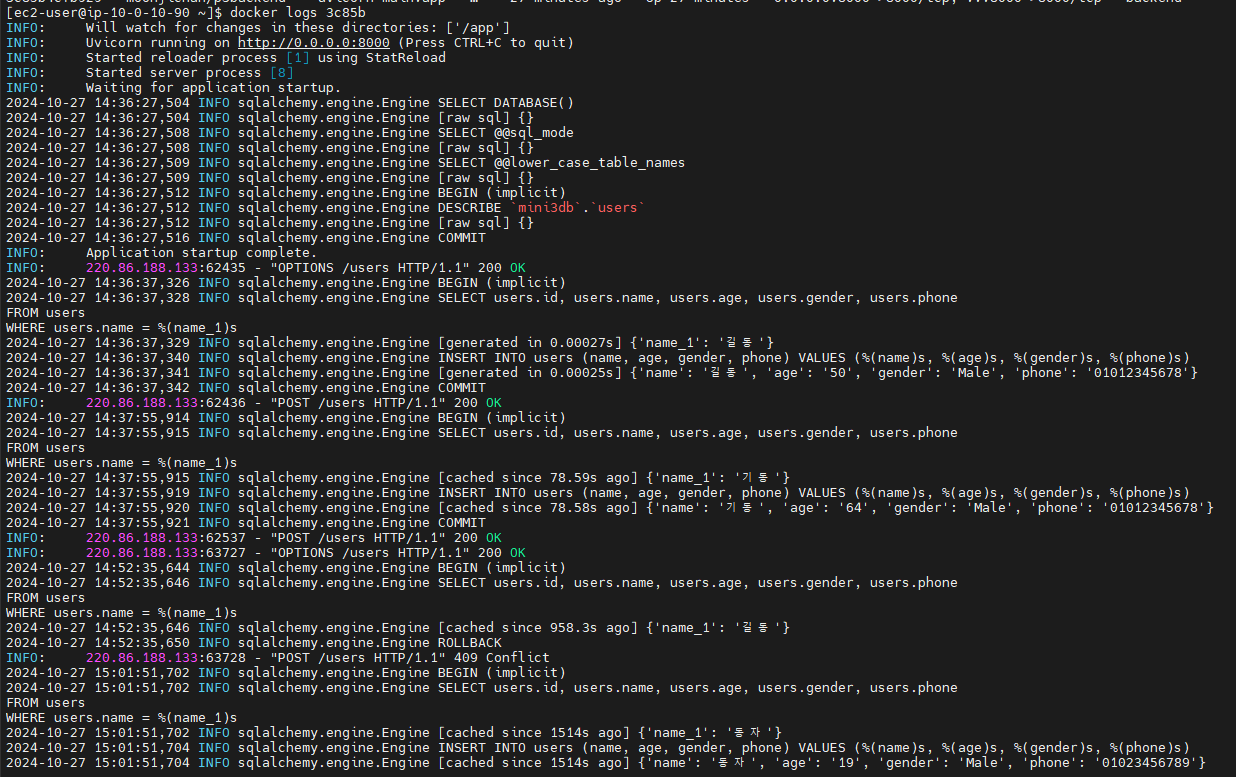 [ec2-user@ip-10-0-10-90 ~]$ docker logs 3c85b
INFO:     Will watch for changes in these directories: ['/app']
INFO:     Uvicorn running on http://0.0.0.0:8000 (Press CTRL+C to quit)
INFO:     Started reloader process [1] using StatReload
INFO:     Started server process [8]
INFO:     Waiting for application startup.
2024-10-27 14:36:27,504 INFO sqlalchemy.engine.Engine SELECT DATABASE()
2024-10-27 14:36:27,504 INFO sqlalchemy.engine.Engine [raw sql] {}
2024-10-27 14:36:27,508 INFO sqlalchemy.engine.Engine SELECT @@sql_mode
2024-10-27 14:36:27,508 INFO sqlalchemy.engine.Engine [raw sql] {}
2024-10-27 14:36:27,509 INFO sqlalchemy.engine.Engine SELECT @@lower_case_table_names
2024-10-27 14:36:27,509 INFO sqlalchemy.engine.Engine [raw sql] {}
2024-10-27 14:36:27,512 INFO sqlalchemy.engine.Engine BEGIN (implicit)
2024-10-27 14:36:27,512 INFO sqlalchemy.engine.Engine DESCRIBE `mini3db`.`users`
2024-10-27 14:36:27,512 INFO sqlalchemy.engine.Engine [raw sql] {}
2024-10-27 14:36:27,516 INFO sqlalchemy.engine.Engine COMMIT
INFO:     Application startup complete.
INFO:     220.86.188.133:62435 - "OPTIONS /users HTTP/1.1" 200 OK
2024-10-27 14:36:37,326 INFO sqlalchemy.engine.Engine BEGIN (implicit)
2024-10-27 14:36:37,328 INFO sqlalchemy.engine.Engine SELECT users.id, users.name, users.age, users.gender, users.phone
FROM users
WHERE users.name = %(name_1)s
2024-10-27 14:36:37,329 INFO sqlalchemy.engine.Engine [generated in 0.00027s] {'name_1': '길동'}
2024-10-27 14:36:37,340 INFO sqlalchemy.engine.Engine INSERT INTO users (name, age, gender, phone) VALUES (%(name)s, %(age)s, %(gender)s, %(phone)s)
2024-10-27 14:36:37,341 INFO sqlalchemy.engine.Engine [generated in 0.00025s] {'name': '길동', 'age': '50', 'gender': 'Male', 'phone': '01012345678'}
2024-10-27 14:36:37,342 INFO sqlalchemy.engine.Engine COMMIT
INFO:     220.86.188.133:62436 - "POST /users HTTP/1.1" 200 OK
2024-10-27 14:37:55,914 INFO sqlalchemy.engine.Engine BEGIN (implicit)
2024-10-27 14:37:55,915 INFO sqlalchemy.engine.Engine SELECT users.id, users.name, users.age, users.gender, users.phone
FROM users
WHERE users.name = %(name_1)s
2024-10-27 14:37:55,915 INFO sqlalchemy.engine.Engine [cached since 78.59s ago] {'name_1': '기동'}
2024-10-27 14:37:55,919 INFO sqlalchemy.engine.Engine INSERT INTO users (name, age, gender, phone) VALUES (%(name)s, %(age)s, %(gender)s, %(phone)s)
2024-10-27 14:37:55,920 INFO sqlalchemy.engine.Engine [cached since 78.58s ago] {'name': '기동', 'age': '64', 'gender': 'Male', 'phone': '01012345678'}
2024-10-27 14:37:55,921 INFO sqlalchemy.engine.Engine COMMIT
INFO:     220.86.188.133:62537 - "POST /users HTTP/1.1" 200 OK
INFO:     220.86.188.133:63727 - "OPTIONS /users HTTP/1.1" 200 OK
2024-10-27 14:52:35,644 INFO sqlalchemy.engine.Engine BEGIN (implicit)
2024-10-27 14:52:35,646 INFO sqlalchemy.engine.Engine SELECT users.id, users.name, users.age, users.gender, users.phone
FROM users
WHERE users.name = %(name_1)s
2024-10-27 14:52:35,646 INFO sqlalchemy.engine.Engine [cached since 958.3s ago] {'name_1': '길동'}
2024-10-27 14:52:35,650 INFO sqlalchemy.engine.Engine ROLLBACK
INFO:     220.86.188.133:63728 - "POST /users HTTP/1.1" 409 Conflict
2024-10-27 15:01:51,702 INFO sqlalchemy.engine.Engine BEGIN (implicit)
2024-10-27 15:01:51,702 INFO sqlalchemy.engine.Engine SELECT users.id, users.name, users.age, users.gender, users.phone
FROM users
WHERE users.name = %(name_1)s
2024-10-27 15:01:51,702 INFO sqlalchemy.engine.Engine [cached since 1514s ago] {'name_1': '동자'}
2024-10-27 15:01:51,704 INFO sqlalchemy.engine.Engine INSERT INTO users (name, age, gender, phone) VALUES (%(name)s, %(age)s, %(gender)s, %(phone)s)
2024-10-27 15:01:51,704 INFO sqlalchemy.engine.Engine [cached since 1514s ago] {'name': '동자', 'age': '19', 'gender': 'Male', 'phone': '01023456789'}